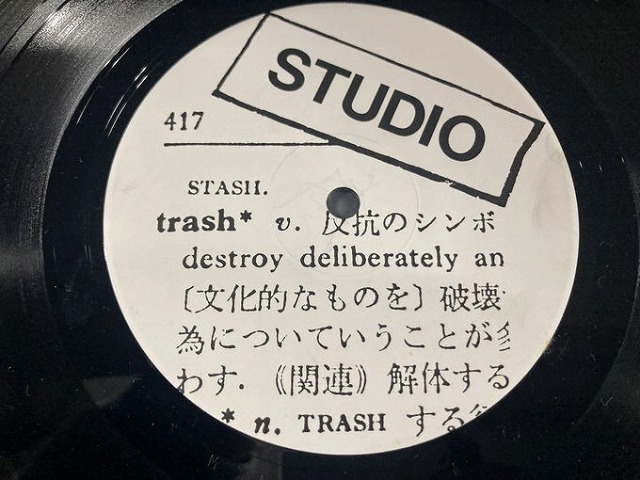 STUDIO
417
STASH.
trash* v. 反抗のシンボ
destroy deliberately an
〔文化的なものを〕破壊
為についていうことが
わす. 《関連》解体する
* n. TRASH する